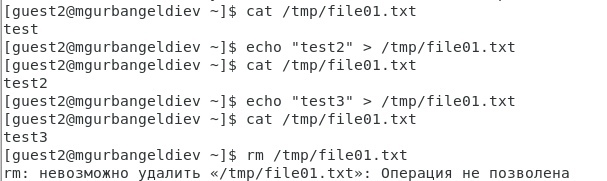 [guest2@mgurbangeldiev ~]$ cat /tmp/file01.txt
test
[guest2@mgurbangeldiev ~]$ echo "test2" > /tmp/file01.txt
[guest2@mgurbangeldiev ~]$ cat /tmp/file01.txt
test2
[guest2@mgurbangeldiev ~]$ echo "test3" > /tmp/file01.txt
[guest2@mgurbangeldiev ~]$ cat /tmp/file01.txt
test3
[guest2@mgurbangeldiev ~]$ rm /tmp/file01.txt
rm: невозможно удалить «/tmp/file01.txt»: Операция не позволена